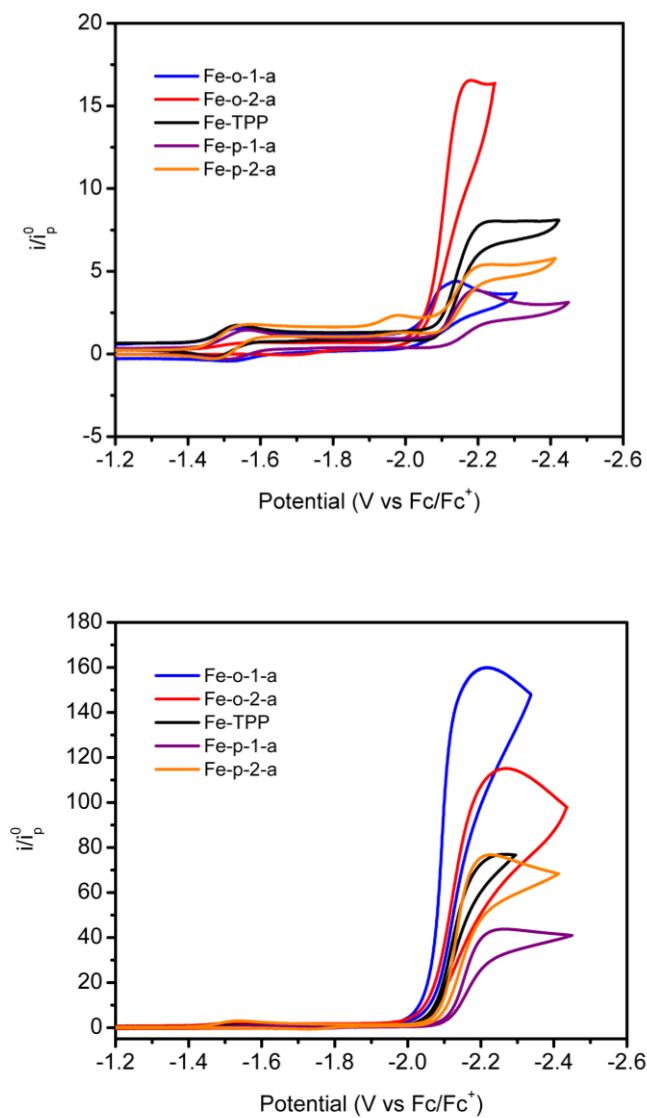 20
15
10
5
0
-5
i/i_p^0
Fe-o-1-a
Fe-o-2-a
Fe-TPP
Fe-p-1-a
Fe-p-2-a
-1.2 -1.4 -1.6 -1.8 -2.0 -2.2 -2.4 -2.6
Potential (V vs Fc/Fc⁺)
180
160
140
120
100
80
60
40
20
0
i/i_p^0
Fe-o-1-a
Fe-o-2-a
Fe-TPP
Fe-p-1-a
Fe-p-2-a
-1.2 -1.4 -1.6 -1.8 -2.0 -2.2 -2.4 -2.6
Potential (V vs Fc/Fc⁺)